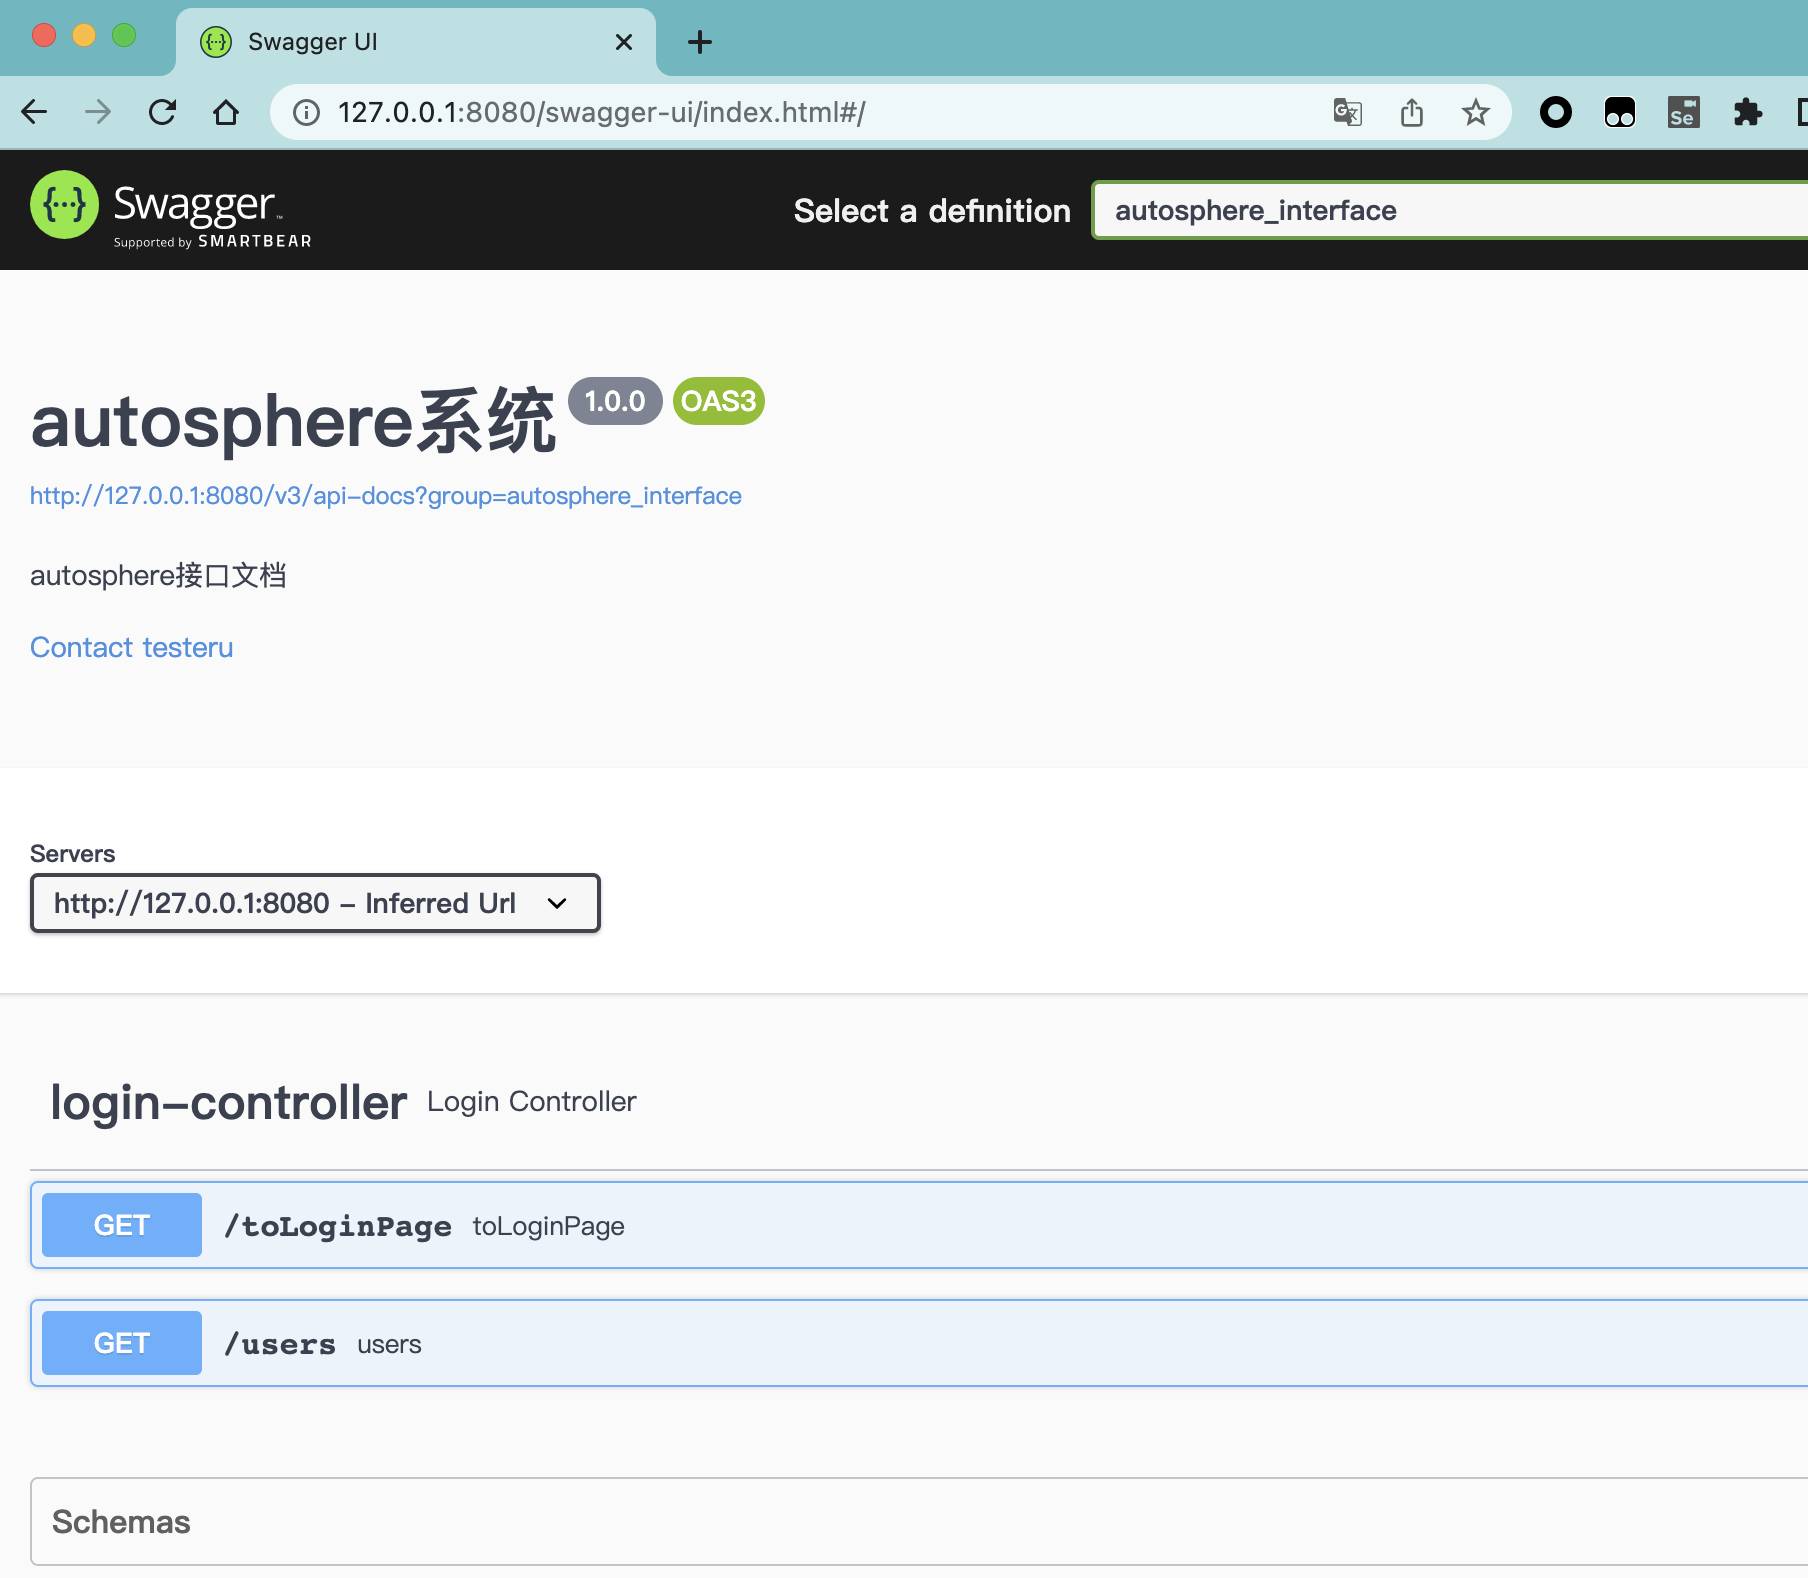 Swagger UI
127.0.0.1:8080/swagger-ui/index.html#/
Se
{···} Swagger™
Supported by SMARTBEAR
Select a definition
autosphere_interface
autosphere系统 1.0.0 OAS3
http://127.0.0.1:8080/v3/api-docs?group=autosphere_interface
autosphere接口文档
Contact testeru
Servers
http://127.0.0.1:8080 - Inferred Url
login-controller Login Controller
GET /toLoginPage toLoginPage
GET /users users
Schemas